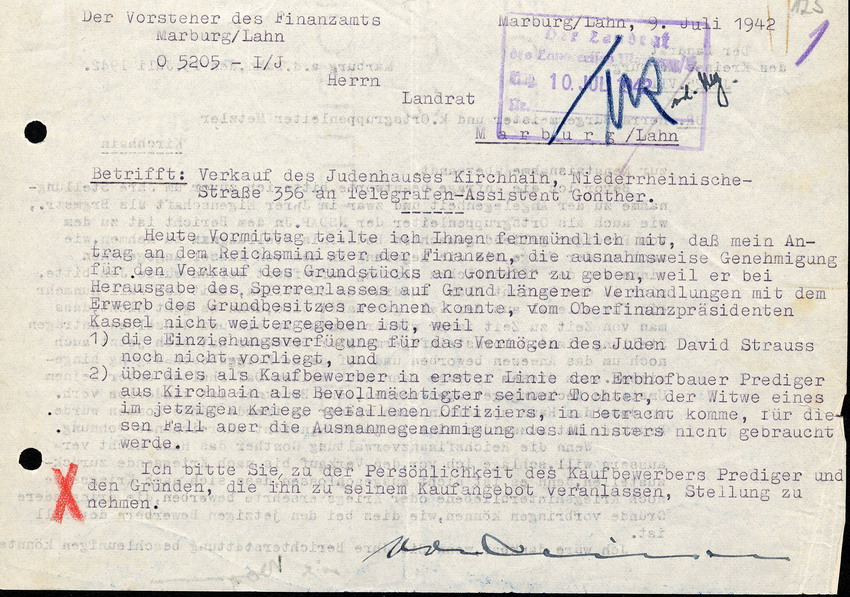 Der Vorsteher des Finanzamts
Marburg/Lahn
O 5205 - I/J
Marburg/Lahn, 9. Juli 1942
125
1
Der Landrat
10. JULI 1942
Nr.
Herrn
Landrat
Marburg/Lahn
Betrifft: Verkauf des Judenhauses Kirchhain, Niederrheinische-
Straße 356 an Telegrafen-Assistent Gonther.
-------
Heute Vormittag teilte ich Ihnen fernmündlich mit, daß mein An-
trag an dem Reichsminister der Finanzen, die ausnahmsweise Genehmigung
für den Verkauf des Grundstücks an Gonther zu geben, weil er bei
Herausgabe des Sperrerlasses auf Grund längerer Verhandlungen mit dem
Erwerb des Grundbesitzes rechnen konnte, vom Oberfinanzpräsidenten
Kassel nicht weitergegeben ist, weil
1) die Einziehungsverfügung für das Vermögen des Juden David Strauss
noch nicht vorliegt, und
2) überdies als Kaufbewerber in erster Linie der Erbhofbauer Prediger
aus Kirchhain als Bevollmächtigter seiner Tochter, der Witwe eines
im jetzigen Kriege gefallenen Offiziers, in Betracht komme, für die-
sen Fall aber die Ausnahmegenehmigung des Ministers nicht gebraucht
werde.
Ich bitte Sie, zu der Persönlichkeit des Kaufbewerbers Prediger und
den Gründen, die ihn zu seinem Kaufangebot veranlassen, Stellung zu
nehmen.
X